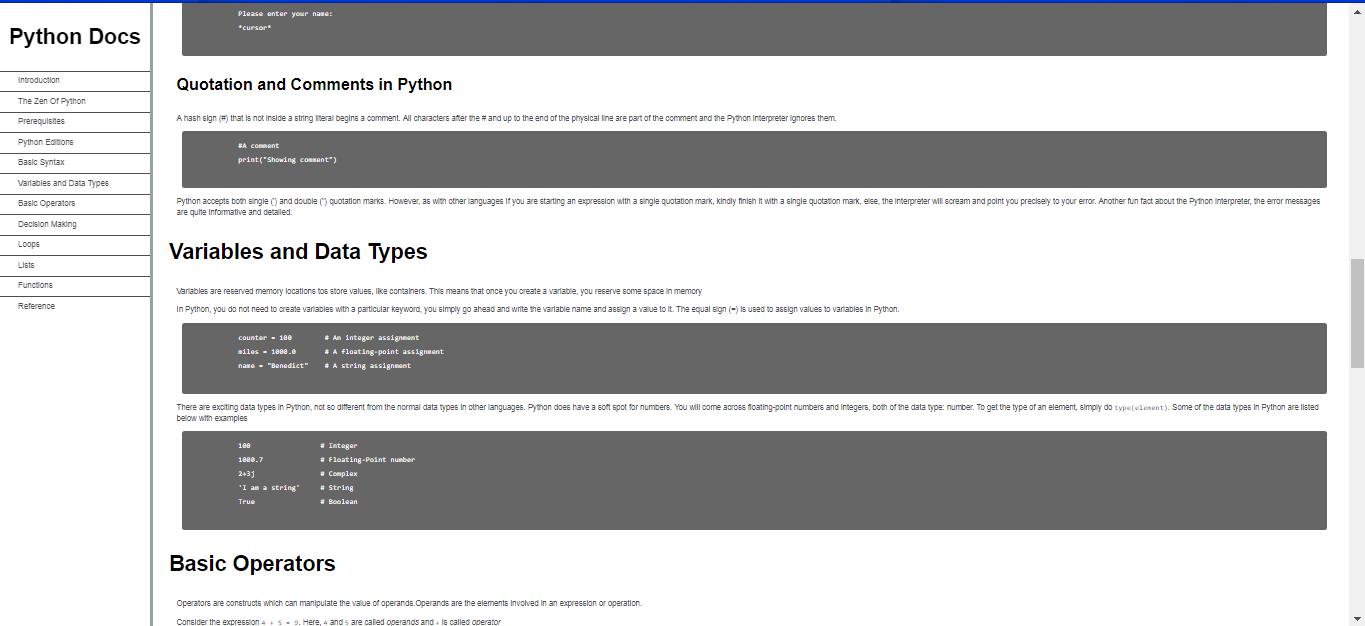 Python Docs
Introduction
The Zen Of Python
Prerequisites
Python Editions
Basic Syntax
Variables and Data Types
Basic Operators
Decision Making
Loops
Lists
Functions
Reference
Please enter your name:
*cursor*
Quotation and Comments in Python
A hash sign (#) that is not inside a string literal begins a comment. All characters after the # and up to the end of the physical line are part of the comment and the Python interpreter ignores them.
#A comment
print("Showing comment")
Python accepts both single (') and double (") quotation marks. However, as with other languages if you are starting an expression with a single quotation mark, kindly finish it with a single quotation mark, else, the interpreter will scream and point you precisely to your error. Another fun fact about the Python interpreter, the error messages
are quite informative and detailed.
Variables and Data Types
Variables are reserved memory locations tos store values, like containers. This means that once you create a variable, you reserve some space in memory
In Python, you do not need to create variables with a particular keyword, you simply go ahead and write the variable name and assign a value to it. The equal sign (=) is used to assign values to variables in Python.
counter = 100 # An integer assignment
miles = 1000.0 # A floating-point assignment
name = "Benedict" # A string assignment
There are exciting data types in Python, not so different from the normal data types in other languages. Python does have a soft spot for numbers. You will come across floating-point numbers and integers, both of the data type: number. To get the type of an element, simply do type(element). Some of the data types in Python are listed
below with examples
100 # Integer
1000.7 # Floating-Point number
2+3j # Complex
'I am a string' # String
True # Boolean
Basic Operators
Operators are constructs which can manipulate the value of operands.Operands are the elements involved in an expression or operation.
Consider the expression 4 + 5 = 9. Here, 4 and 5 are called operands and + is called operator